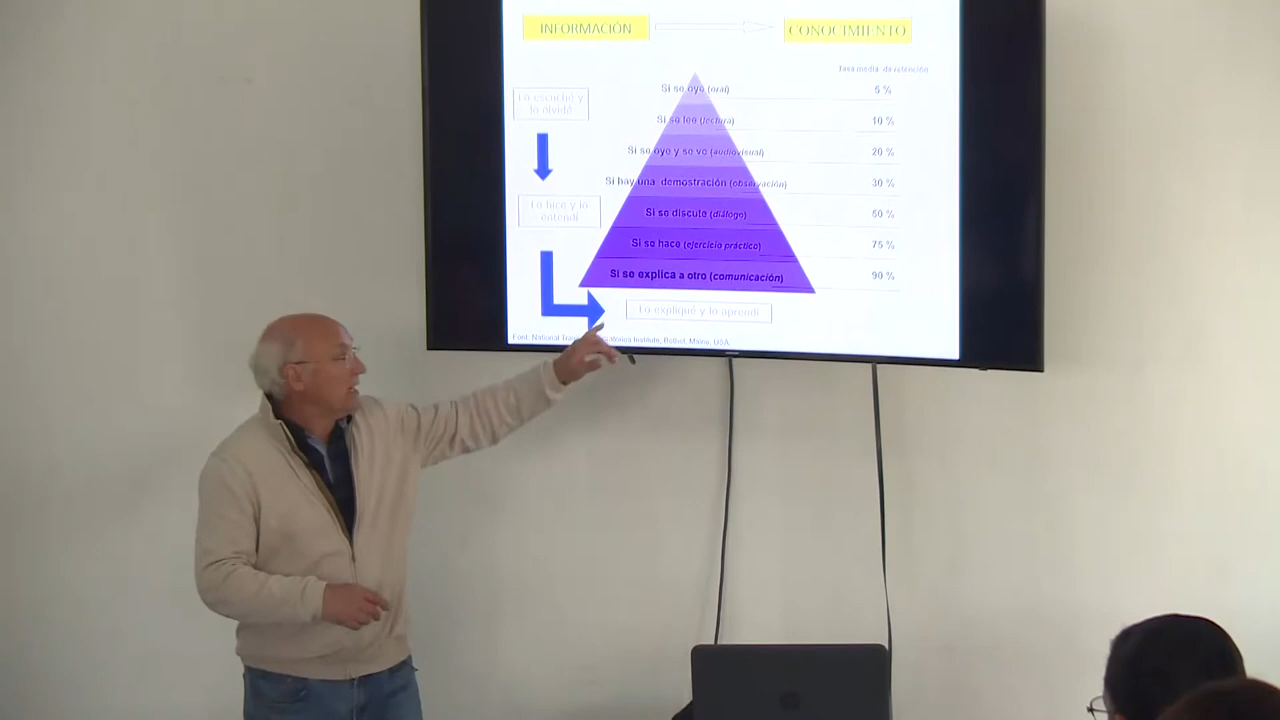 INFORMACIÓN
CONOCIMIENTO
Tasa media de retención
Lo escuché y
lo olvidé
Si se oye (oral)
5 %
Si se lee (lectura)
10 %
Si se oye y se ve (audiovisual)
20 %
Si hay una demostración (observación)
30 %
Lo hice y lo
entendí
Si se discute (diálogo)
50 %
Si se hace (ejercicio práctico)
75 %
Si se explica a otro (comunicación)
90 %
Lo expliqué y lo aprendí
Font: National Institute, Bethel, Maine, USA,